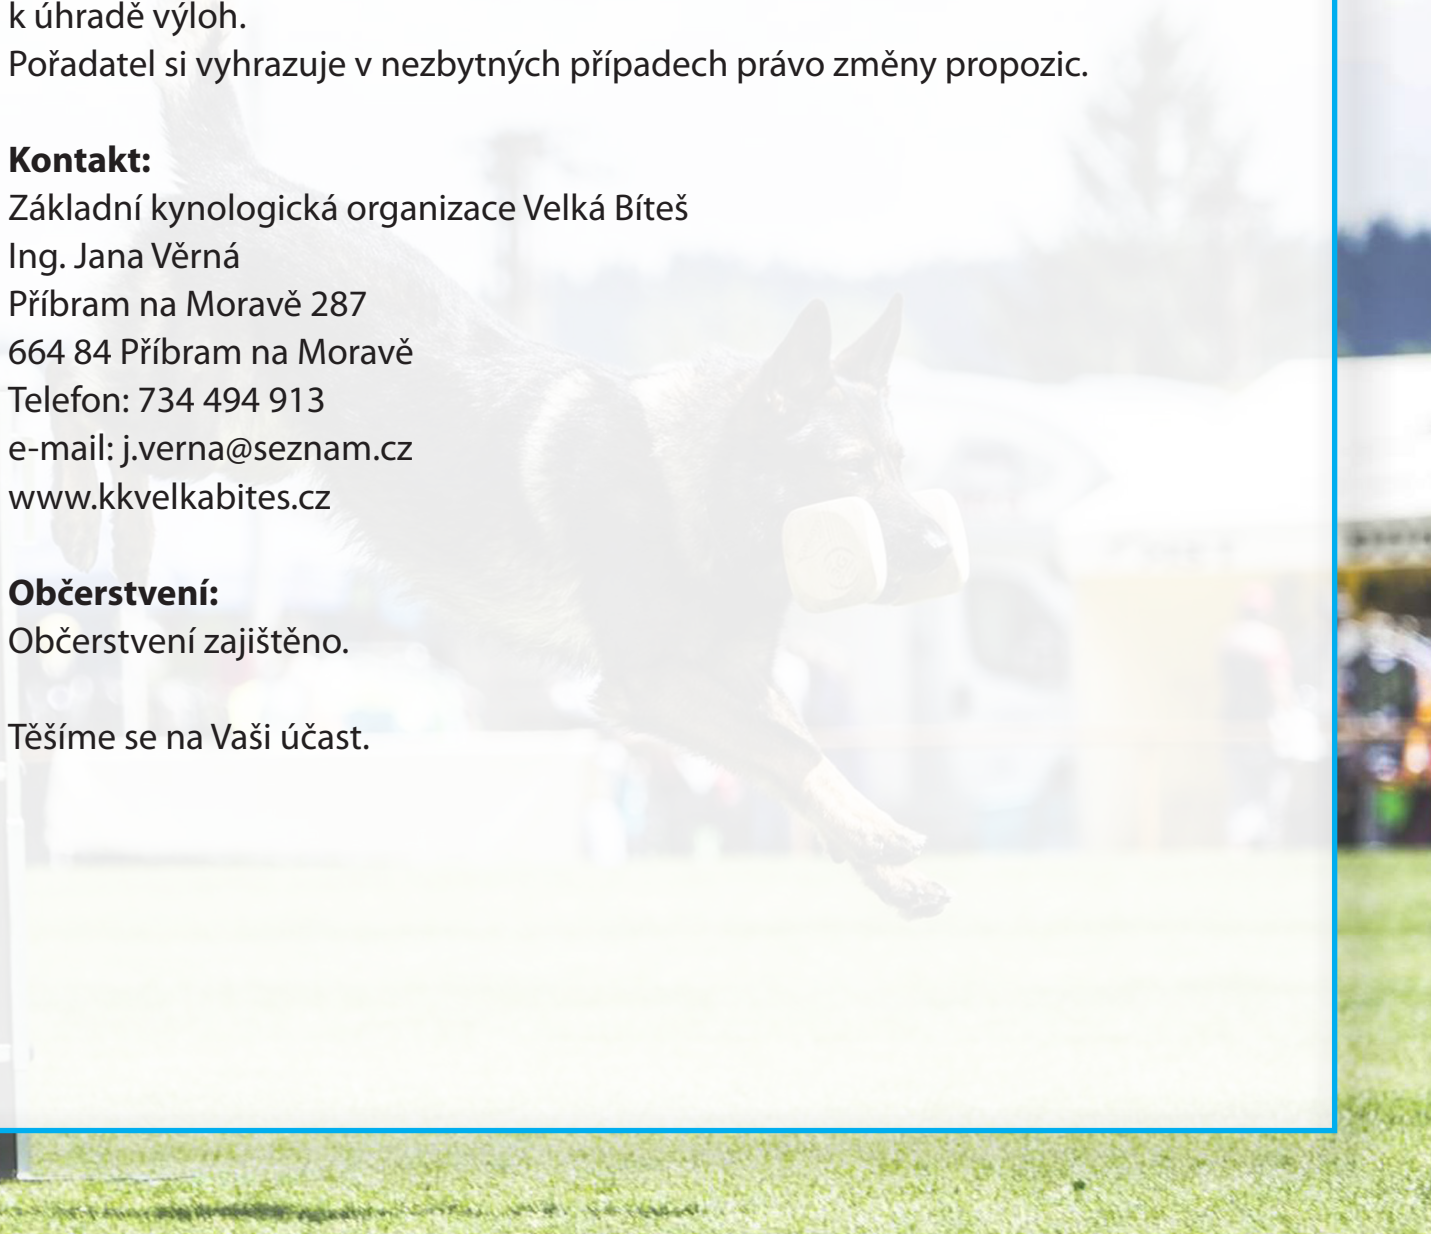 k úhradě výloh.
Pořadatel si vyhrazuje v nezbytných případech právo změny propozic.
Kontakt:
Základní kynologická organizace Velká Bíteš
Ing. Jana Věrná
Příbram na Moravě 287
664 84 Příbram na Moravě
Telefon: 734 494 913
e-mail: j.verna@seznam.cz
www.kkvelkabites.cz
Občerstvení:
Občerstvení zajištěno.
Těšíme se na Vaši účast.